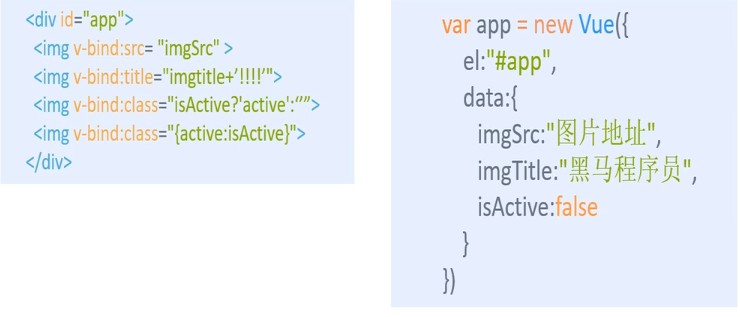 <div id="app">
<img v-bind:src= "imgSrc" >
<img v-bind:title="imgtitle+’!!!!’">
<img v-bind:class="isActive?'active':‘’”>
<img v-bind:class="{active:isActive}">
</div>
var app = new Vue({
el:"#app",
data:{
imgSrc:"图片地址",
imgTitle:"黑马程序员",
isActive:false
}
})